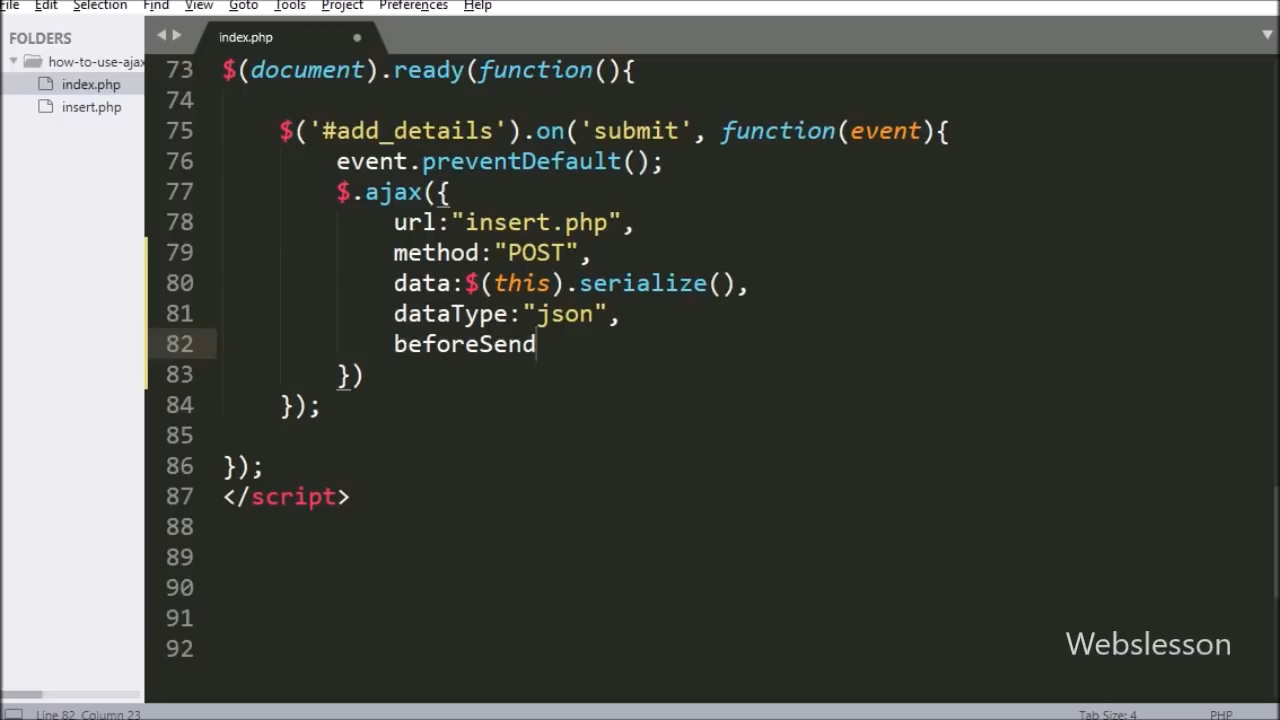 File Edit Selection Find View Goto Tools Project Preferences Help
FOLDERS
how-to-use-ajax
index.php
insert.php
index.php
73 $(document).ready(function(){
74
75 $('#add_details').on('submit', function(event){
76 event.preventDefault();
77 $.ajax({
78 url:"insert.php",
79 method:"POST",
80 data:$(this).serialize(),
81 dataType:"json",
82 beforeSend
83 })
84 });
85
86 });
87 </script>
88
89
90
91
92
Webslesson
Line 82, Column 23 Tab Size: 4 PHP